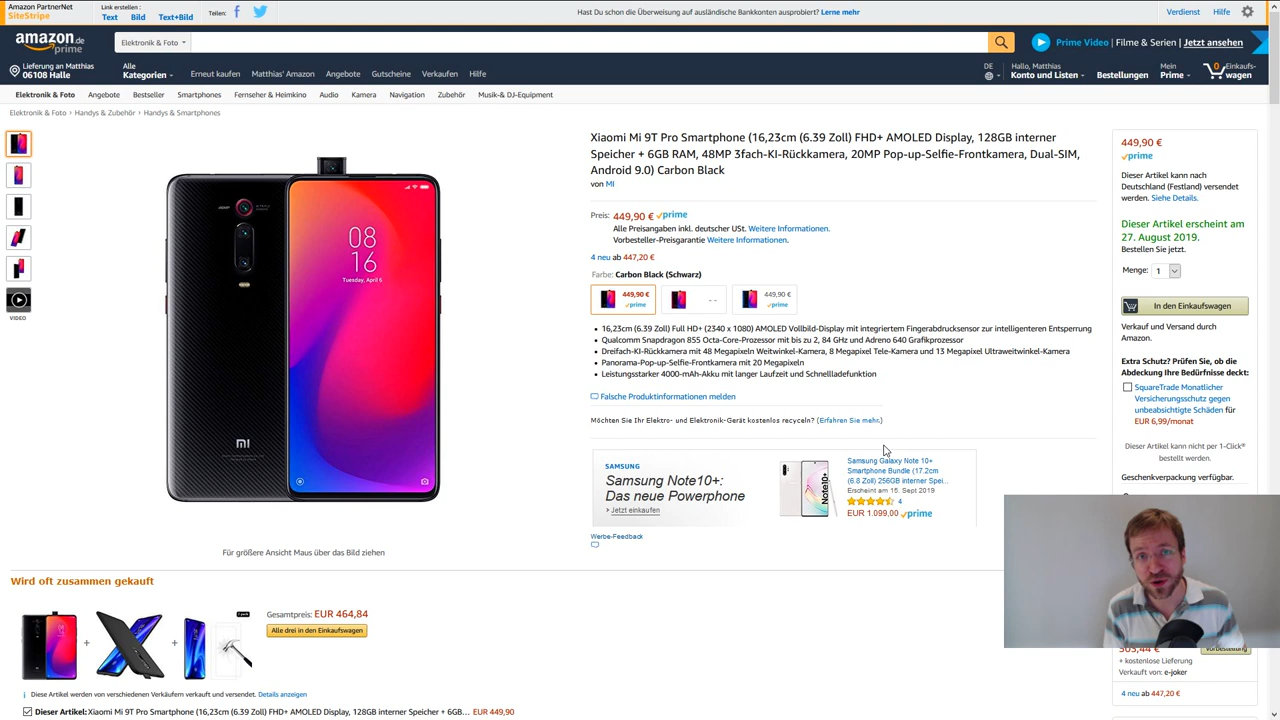 Amazon PartnerNet
SiteStripe
Link erstellen :
Text Bild Text+Bild
Teilen:
Hast Du schon die Überweisung auf ausländische Bankkonten ausprobiert? Lerne mehr
Verdienst Hilfe
amazon.de
prime
Elektronik & Foto
Prime Video | Filme & Serien | Jetzt ansehen
Lieferung an Matthias
06108 Halle
Alle
Kategorien
Erneut kaufen Matthias' Amazon Angebote Gutscheine Verkaufen Hilfe
DE
Hallo, Matthias
Konto und Listen
Bestellungen
Mein
Prime
0
Einkaufs-
wagen
Elektronik & Foto Angebote Bestseller Smartphones Fernseher & Heimkino Audio Kamera Navigation Zubehör Musik-& DJ-Equipment
Elektronik & Foto › Handys & Zubehör › Handys & Smartphones
VIDEO
08
16
Tuesday, April 6
mi
Für größere Ansicht Maus über das Bild ziehen
Xiaomi Mi 9T Pro Smartphone (16,23cm (6.39 Zoll) FHD+ AMOLED Display, 128GB interner
Speicher + 6GB RAM, 48MP 3fach-KI-Rückkamera, 20MP Pop-up-Selfie-Frontkamera, Dual-SIM,
Android 9.0) Carbon Black
von MI
Preis: 449,90 € prime
Alle Preisangaben inkl. deutscher USt. Weitere Informationen.
Vorbesteller-Preisgarantie Weitere Informationen.
4 neu ab 447,20 €
Farbe: Carbon Black (Schwarz)
449,90 €
prime
--
449,90 €
prime
• 16,23cm (6.39 Zoll) Full HD+ (2340 x 1080) AMOLED Vollbild-Display mit integriertem Fingerabdrucksensor zur intelligenteren Entsperrung
• Qualcomm Snapdragon 855 Octa-Core-Prozessor mit bis zu 2, 84 GHz und Adreno 640 Grafikprozessor
• Dreifach-KI-Rückkamera mit 48 Megapixeln Weitwinkel-Kamera, 8 Megapixel Tele-Kamera und 13 Megapixel Ultraweitwinkel-Kamera
• Panorama-Pop-up-Selfie-Frontkamera mit 20 Megapixeln
• Leistungsstarker 4000-mAh-Akku mit langer Laufzeit und Schnellladefunktion
Falsche Produktinformationen melden
Möchten Sie Ihr Elektro- und Elektronik-Gerät kostenlos recyceln? (Erfahren Sie mehr.)
SAMSUNG
Samsung Note10+:
Das neue Powerphone
› Jetzt einkaufen
Note10+
Samsung Galaxy Note 10+
Smartphone Bundle (17.2cm
(6.8 Zoll) 256GB interner Spei...
Erscheint am 15. Sept 2019
4
EUR 1.099,00 prime
Werbe-Feedback
449,90 €
prime
Dieser Artikel kann nach
Deutschland (Festland) versendet
werden. Siehe Details.
Dieser Artikel erscheint am
27. August 2019.
Bestellen Sie jetzt.
Menge: 1
In den Einkaufswagen
Verkauf und Versand durch
Amazon.
Extra Schutz? Prüfen Sie, ob die
Abdeckung Ihre Bedürfnisse deckt:
SquareTrade Monatlicher
Versicherungsschutz gegen
unbeabsichtigte Schäden für
EUR 6,99/monat
Dieser Artikel kann nicht per 1-Click®
bestellt werden.
Geschenkverpackung verfügbar.
+ kostenlose Lieferung
Verkauft von: e-joker
4 neu ab 447,20 €
Wird oft zusammen gekauft
+
+
Gesamtpreis: EUR 464,84
Alle drei in den Einkaufswagen
i Diese Artikel werden von verschiedenen Verkäufern verkauft und versendet. Details anzeigen
Dieser Artikel: Xiaomi Mi 9T Pro Smartphone (16,23cm (6.39 Zoll) FHD+ AMOLED Display, 128GB interner Speicher + 6GB... EUR 449,90